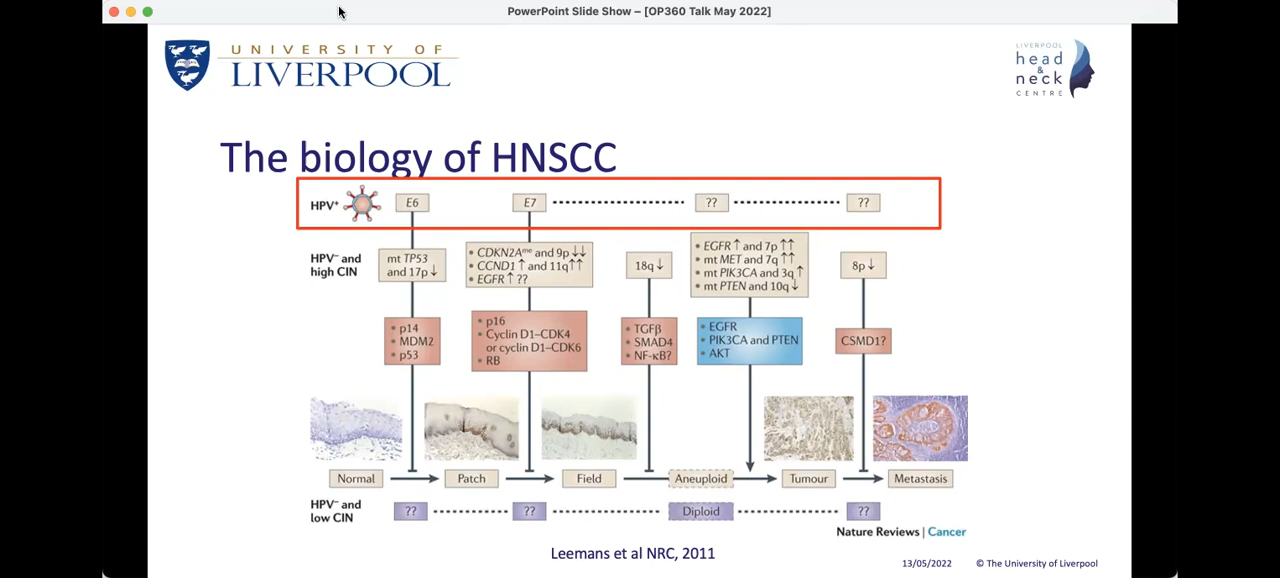 PowerPoint Slide Show – [OP360 Talk May 2022]
UNIVERSITY OF
LIVERPOOL
LIVERPOOL
head
&
neck
CENTRE
The biology of HNSCC
HPV⁺ E6 E7 ?? ??
HPV⁻ and
high CIN
mt TP53
and 17p↓
• CDKN2Aᵐᵉ and 9p↓↓
• CCND1↑ and 11q↑↑
• EGFR↑??
18q↓
• EGFR↑ and 7p↑↑
• mt MET and 7q↑↑
• mt PIK3CA and 3q↑
• mt PTEN and 10q↓
8p↓
• p14
• MDM2
• p53
• p16
• Cyclin D1–CDK4
or cyclin D1–CDK6
• RB
• TGFβ
• SMAD4
• NF-κB?
• EGFR
• PIK3CA and PTEN
• AKT
CSMD1?
Normal Patch Field Aneuploid Tumour Metastasis
HPV⁻ and
low CIN
?? ?? Diploid ??
Nature Reviews | Cancer
Leemans et al NRC, 2011
13/05/2022 © The University of Liverpool